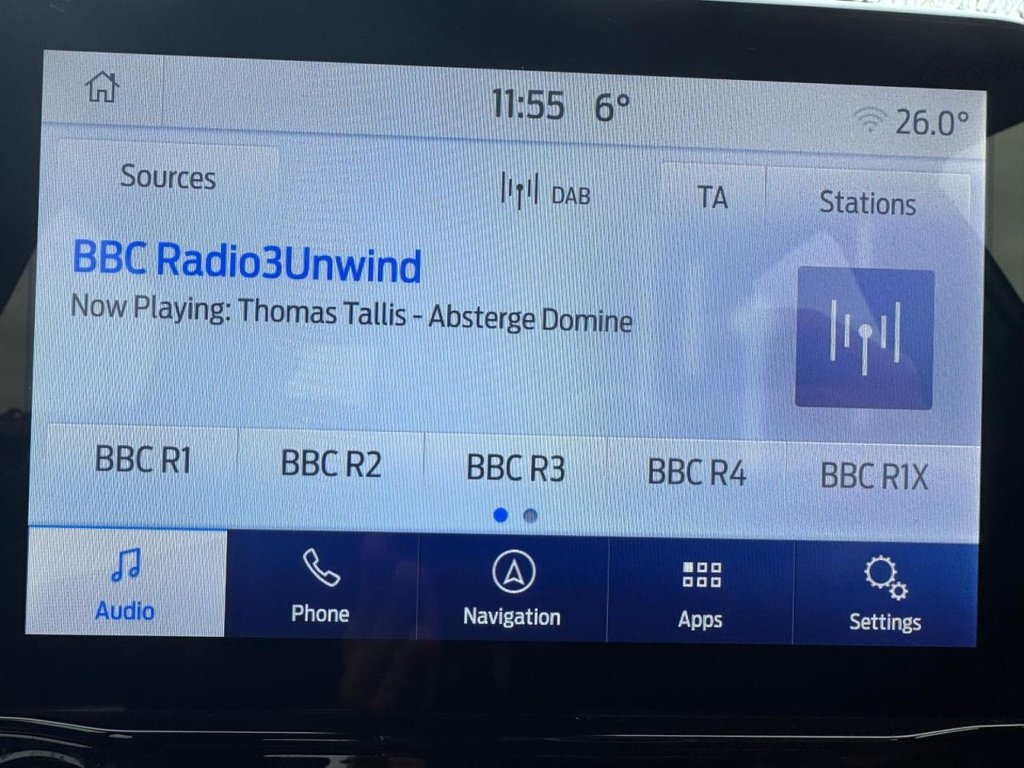 11:55 6° 26.0°
Sources DAB TA Stations
BBC Radio3Unwind
Now Playing: Thomas Tallis - Absterge Domine
BBC R1 BBC R2 BBC R3 BBC R4 BBC R1X
Audio Phone Navigation Apps Settings